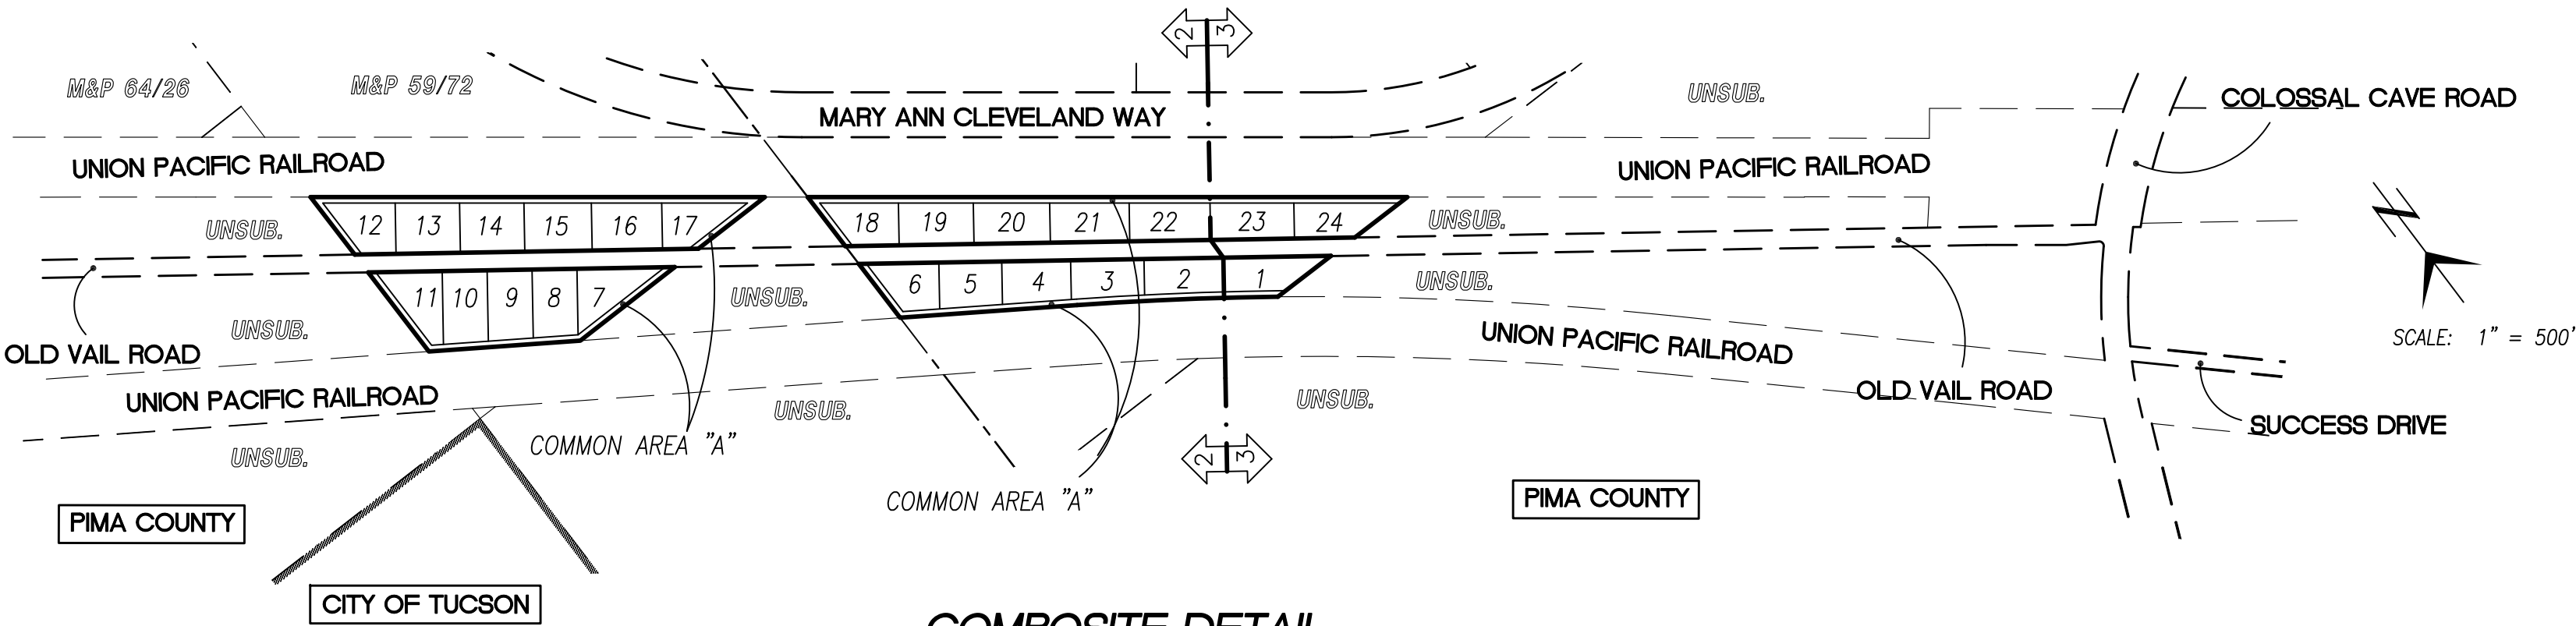 2 3
M&P 64/26
M&P 59/72
MARY ANN CLEVELAND WAY
UNSUB.
COLOSSAL CAVE ROAD
UNION PACIFIC RAILROAD
UNION PACIFIC RAILROAD
UNSUB.
12 13 14 15 16 17
18 19 20 21 22 23 24
UNSUB.
11 10 9 8 7
UNSUB.
6 5 4 3 2 1
UNSUB.
UNSUB.
OLD VAIL ROAD
UNION PACIFIC RAILROAD
SCALE: 1" = 500'
UNION PACIFIC RAILROAD
UNSUB.
UNSUB.
OLD VAIL ROAD
SUCCESS DRIVE
UNSUB.
COMMON AREA "A"
2 3
COMMON AREA "A"
PIMA COUNTY
PIMA COUNTY
CITY OF TUCSON
COMPOSITE DETAIL